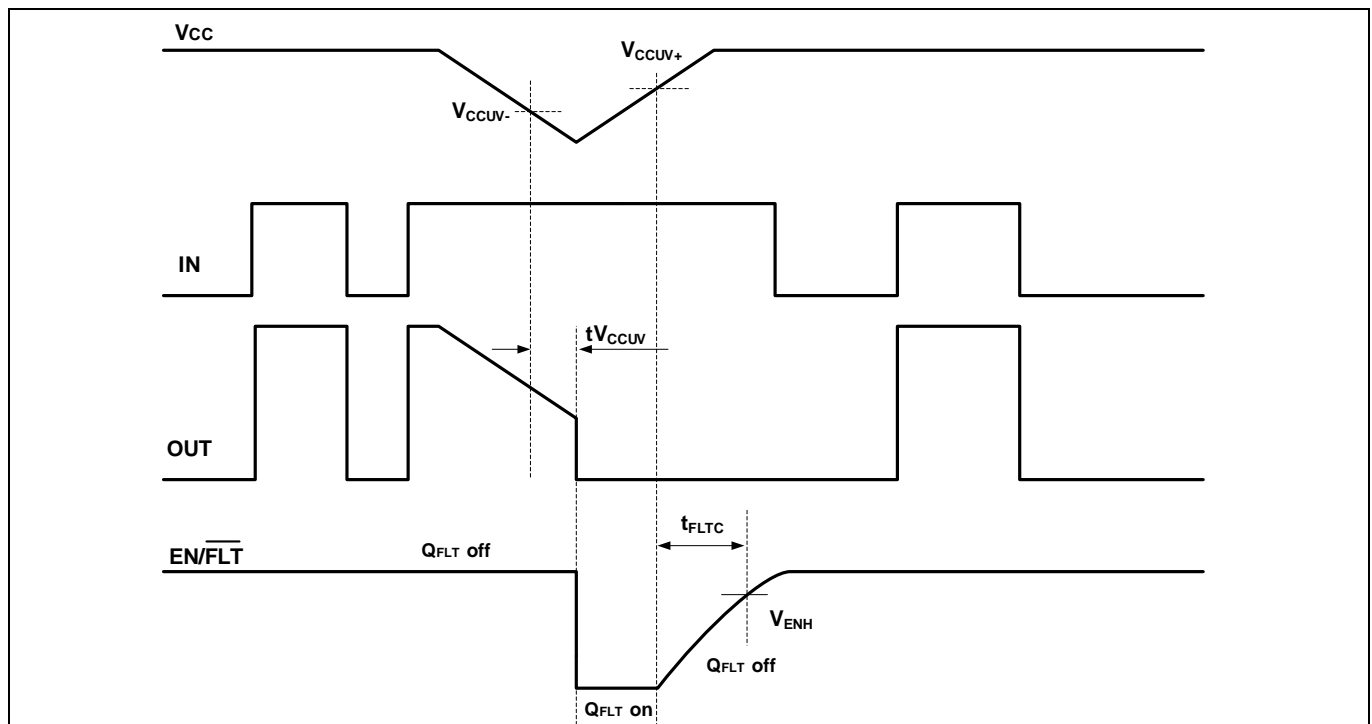 VCC
VCCUV+
VCCUV-
IN
tVCCUV
OUT
tFLTC
EN/FLT
QFLT off
VENH
QFLT off
QFLT on